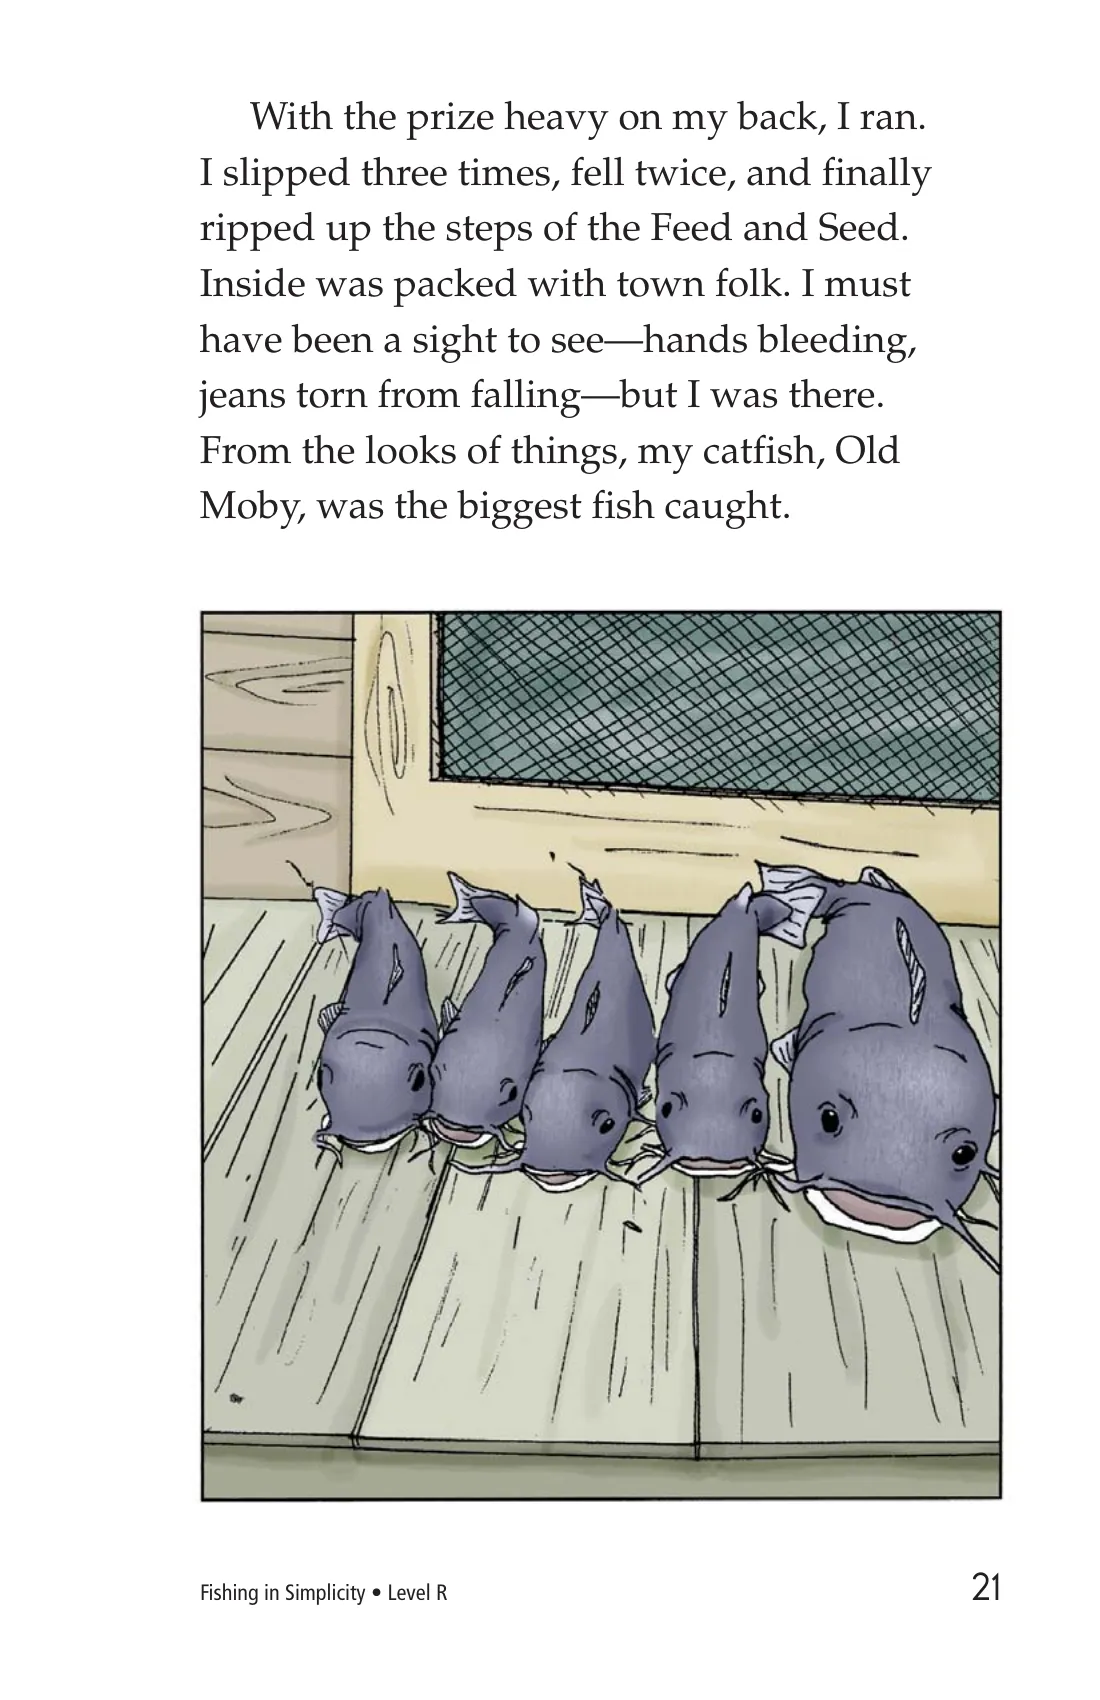 With the prize heavy on my back, I ran.
I slipped three times, fell twice, and finally
ripped up the steps of the Feed and Seed.
Inside was packed with town folk. I must
have been a sight to see—hands bleeding,
jeans torn from falling—but I was there.
From the looks of things, my catfish, Old
Moby, was the biggest fish caught.
Fishing in Simplicity • Level R
21